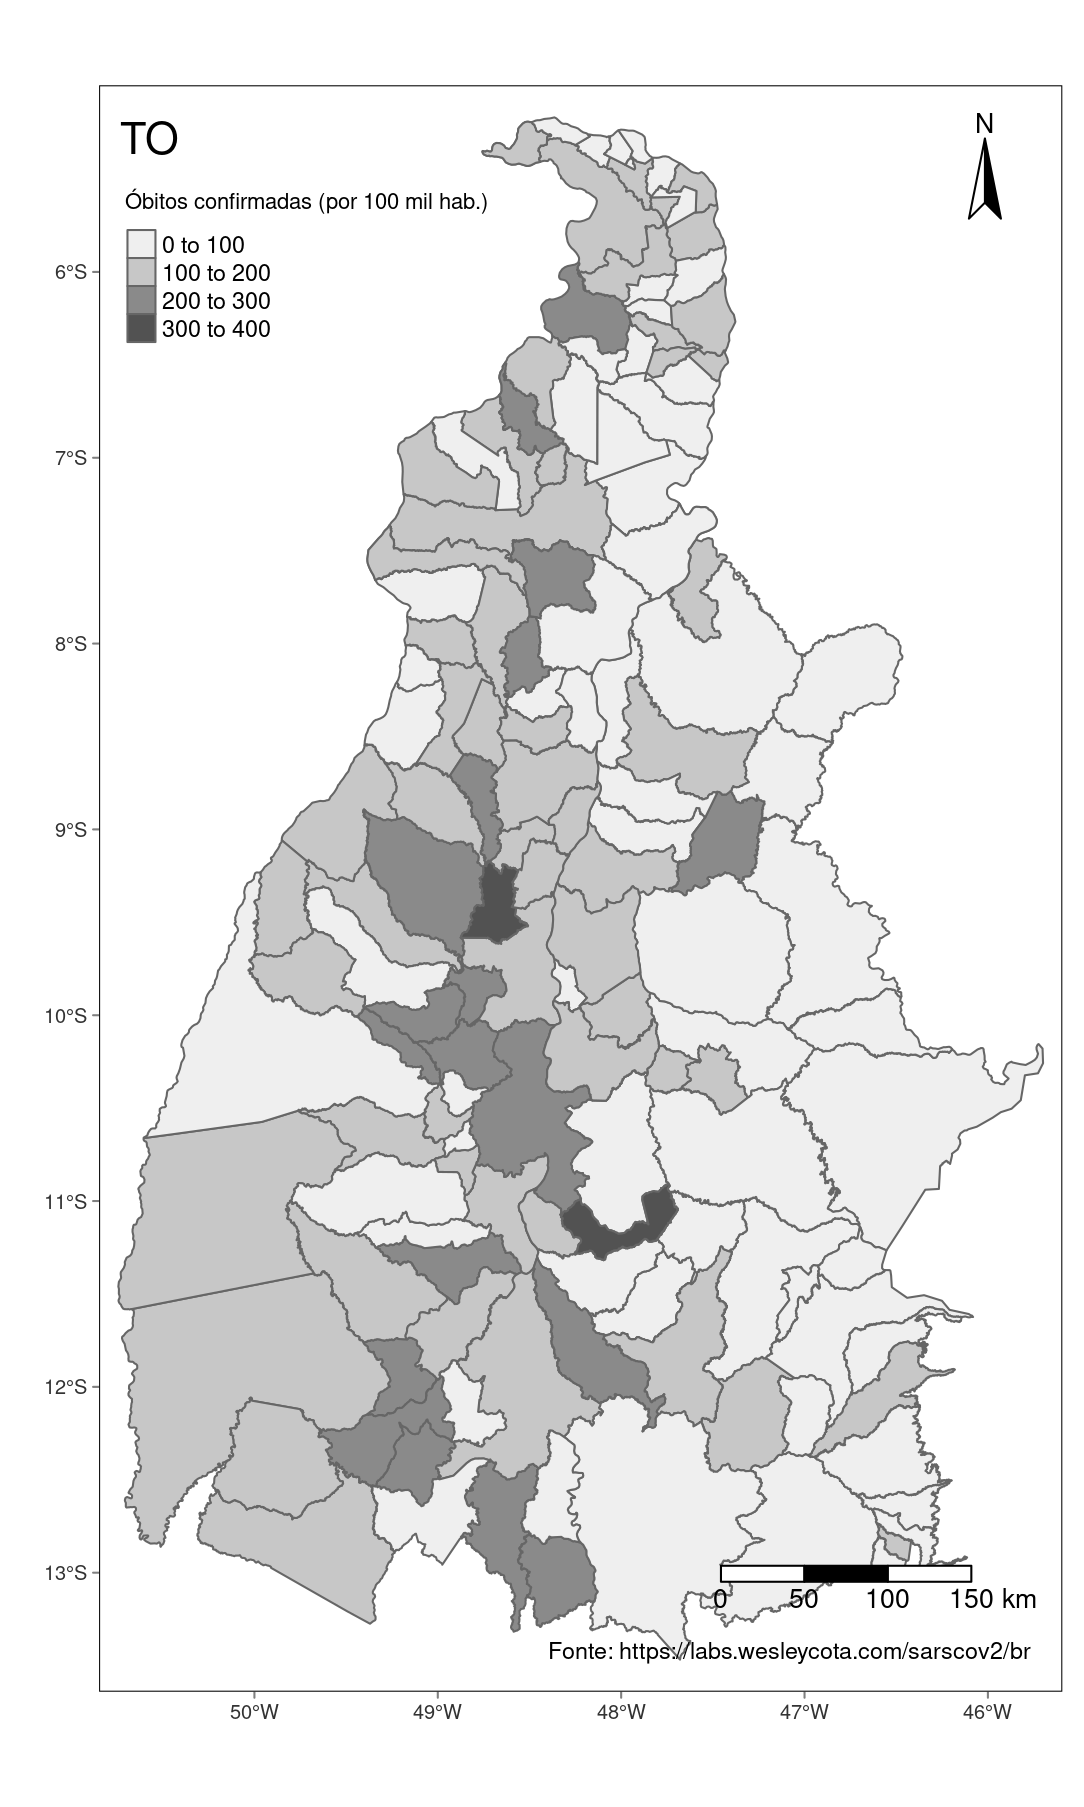 TO
N
Óbitos confirmadas (por 100 mil hab.)
0 to 100
100 to 200
200 to 300
300 to 400
6°S
7°S
8°S
9°S
10°S
11°S
12°S
13°S
0 50 100 150 km
Fonte: https://labs.wesleycota.com/sarscov2/br
50°W 49°W 48°W 47°W 46°W